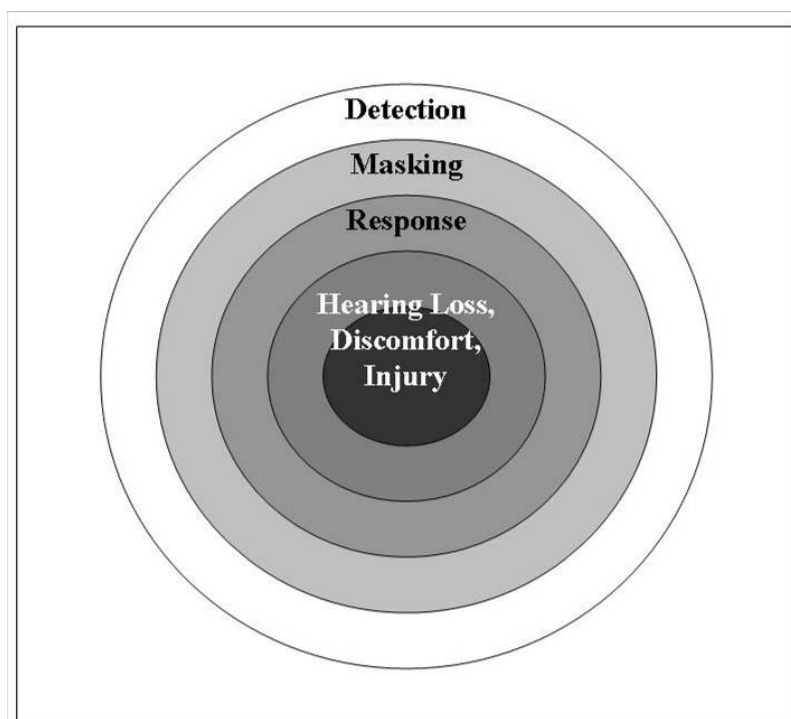 Detection
Masking
Response
Hearing Loss,
Discomfort,
Injury